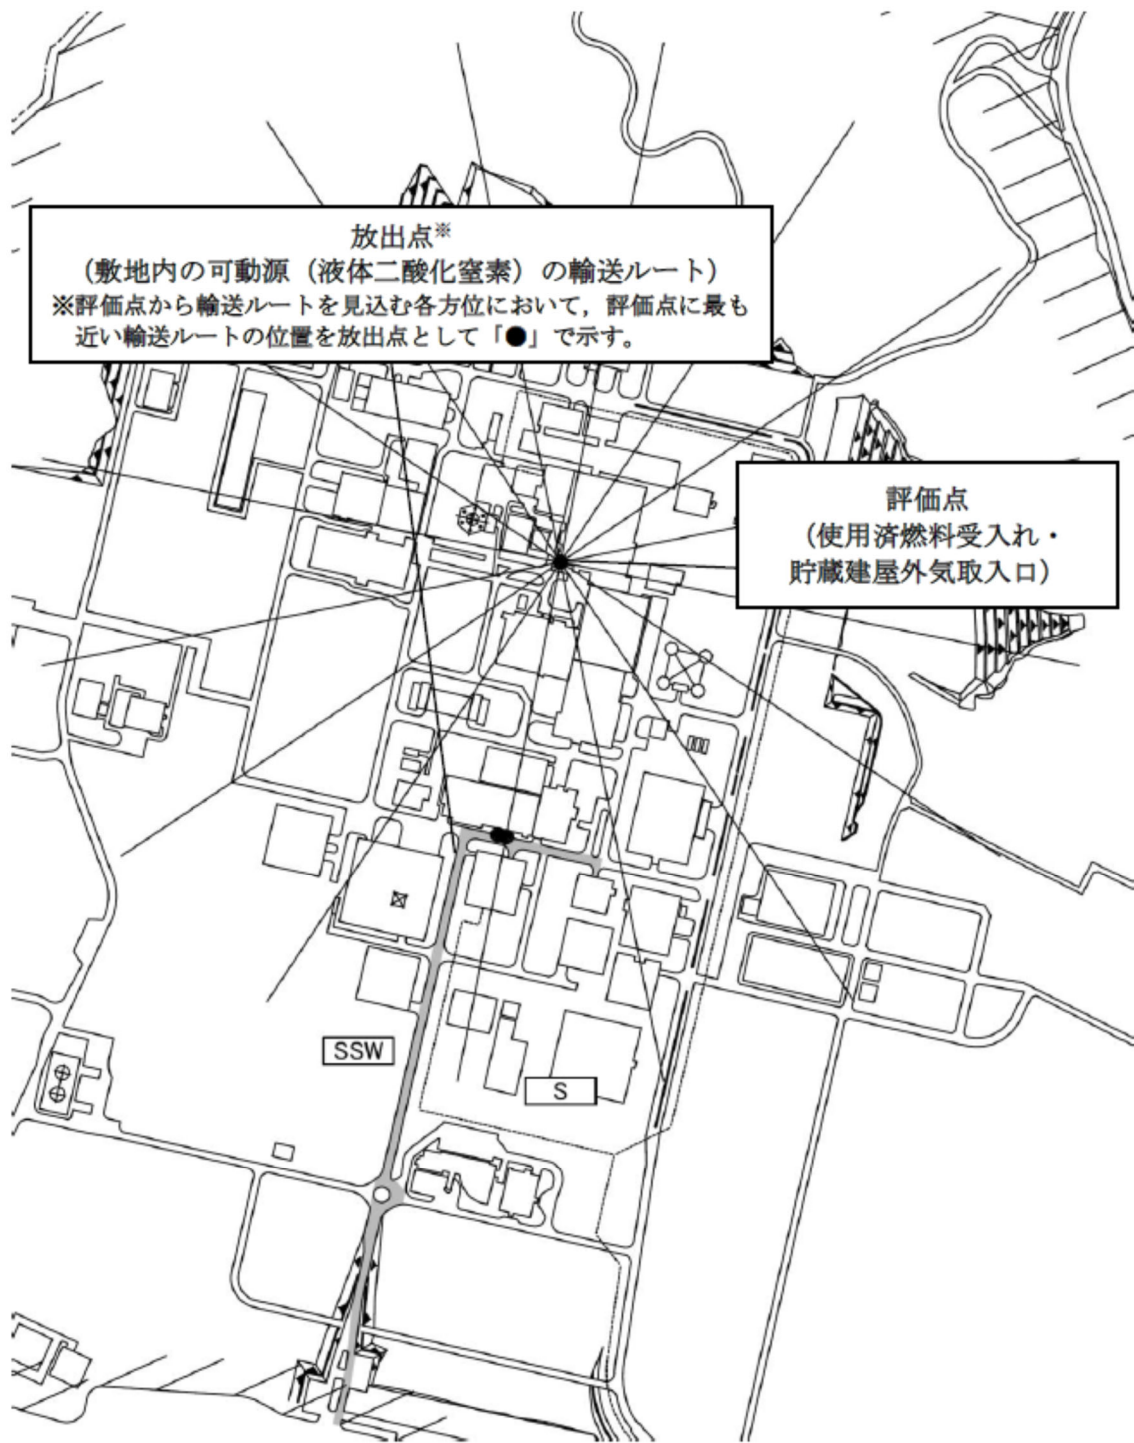 放出点※
（敷地内の可動源（液体二酸化窒素）の輸送ルート）
※評価点から輸送ルートを見込む各方位において，評価点に最も
近い輸送ルートの位置を放出点として「●」で示す。
評価点
（使用済燃料受入れ・
貯蔵建屋外気取入口）
SSW
S